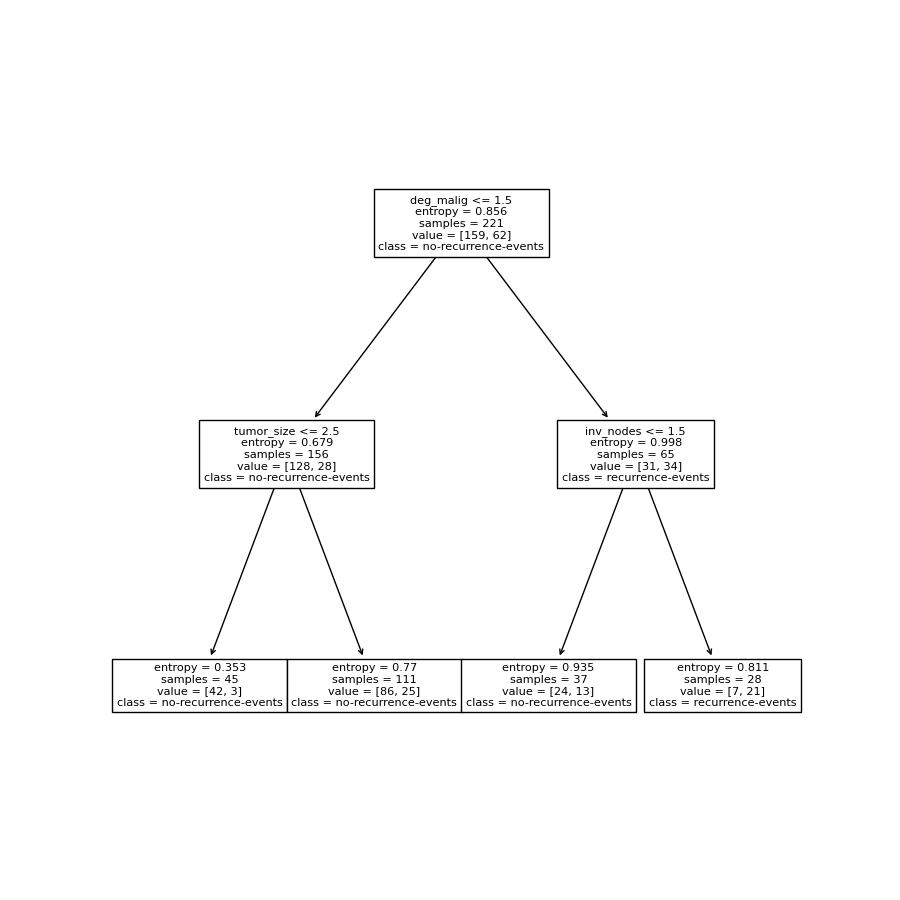 deg_malig <= 1.5
entropy = 0.856
samples = 221
value = [159, 62]
class = no-recurrence-events
tumor_size <= 2.5
entropy = 0.679
samples = 156
value = [128, 28]
class = no-recurrence-events
inv_nodes <= 1.5
entropy = 0.998
samples = 65
value = [31, 34]
class = recurrence-events
entropy = 0.353
samples = 45
value = [42, 3]
class = no-recurrence-events
entropy = 0.77
samples = 111
value = [86, 25]
class = no-recurrence-events
entropy = 0.935
samples = 37
value = [24, 13]
class = no-recurrence-events
entropy = 0.811
samples = 28
value = [7, 21]
class = recurrence-events